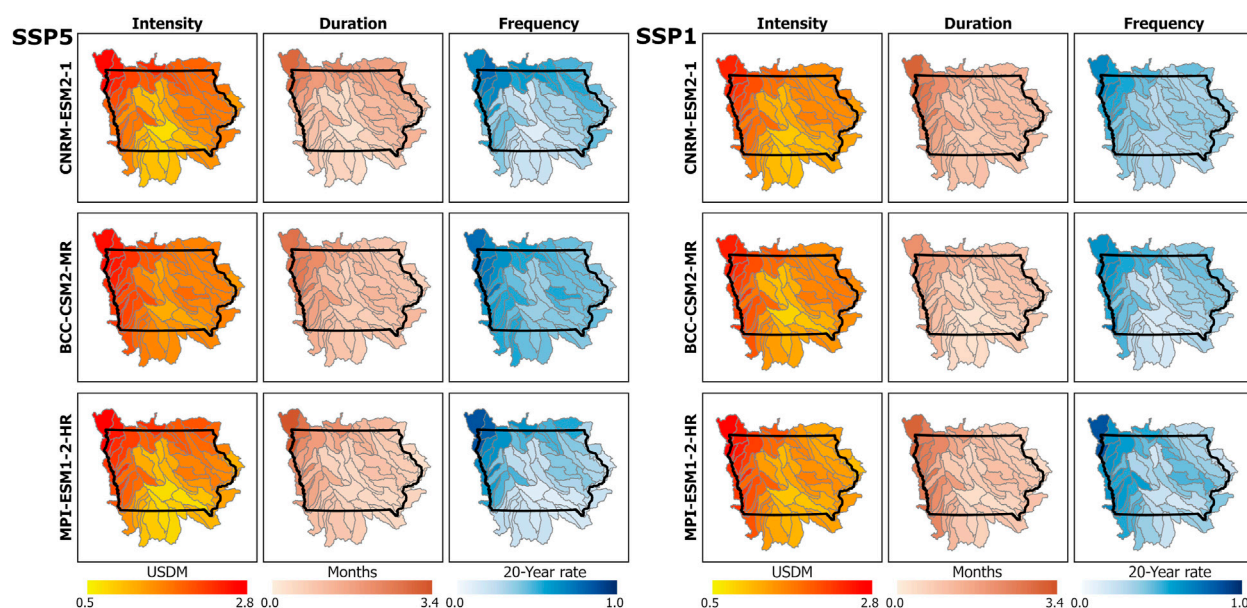 SSP5
Intensity Duration Frequency
SSP1
Intensity Duration Frequency
CNRM-ESM2-1
CNRM-ESM2-1
BCC-CSM2-MR
BCC-CSM2-MR
MPI-ESM1-2-HR
MPI-ESM1-2-HR
USDM Months 20-Year rate
USDM Months 20-Year rate
0.5 2.8 0.0 3.4 0.0 1.0
0.5 2.8 0.0 3.4 0.0 1.0